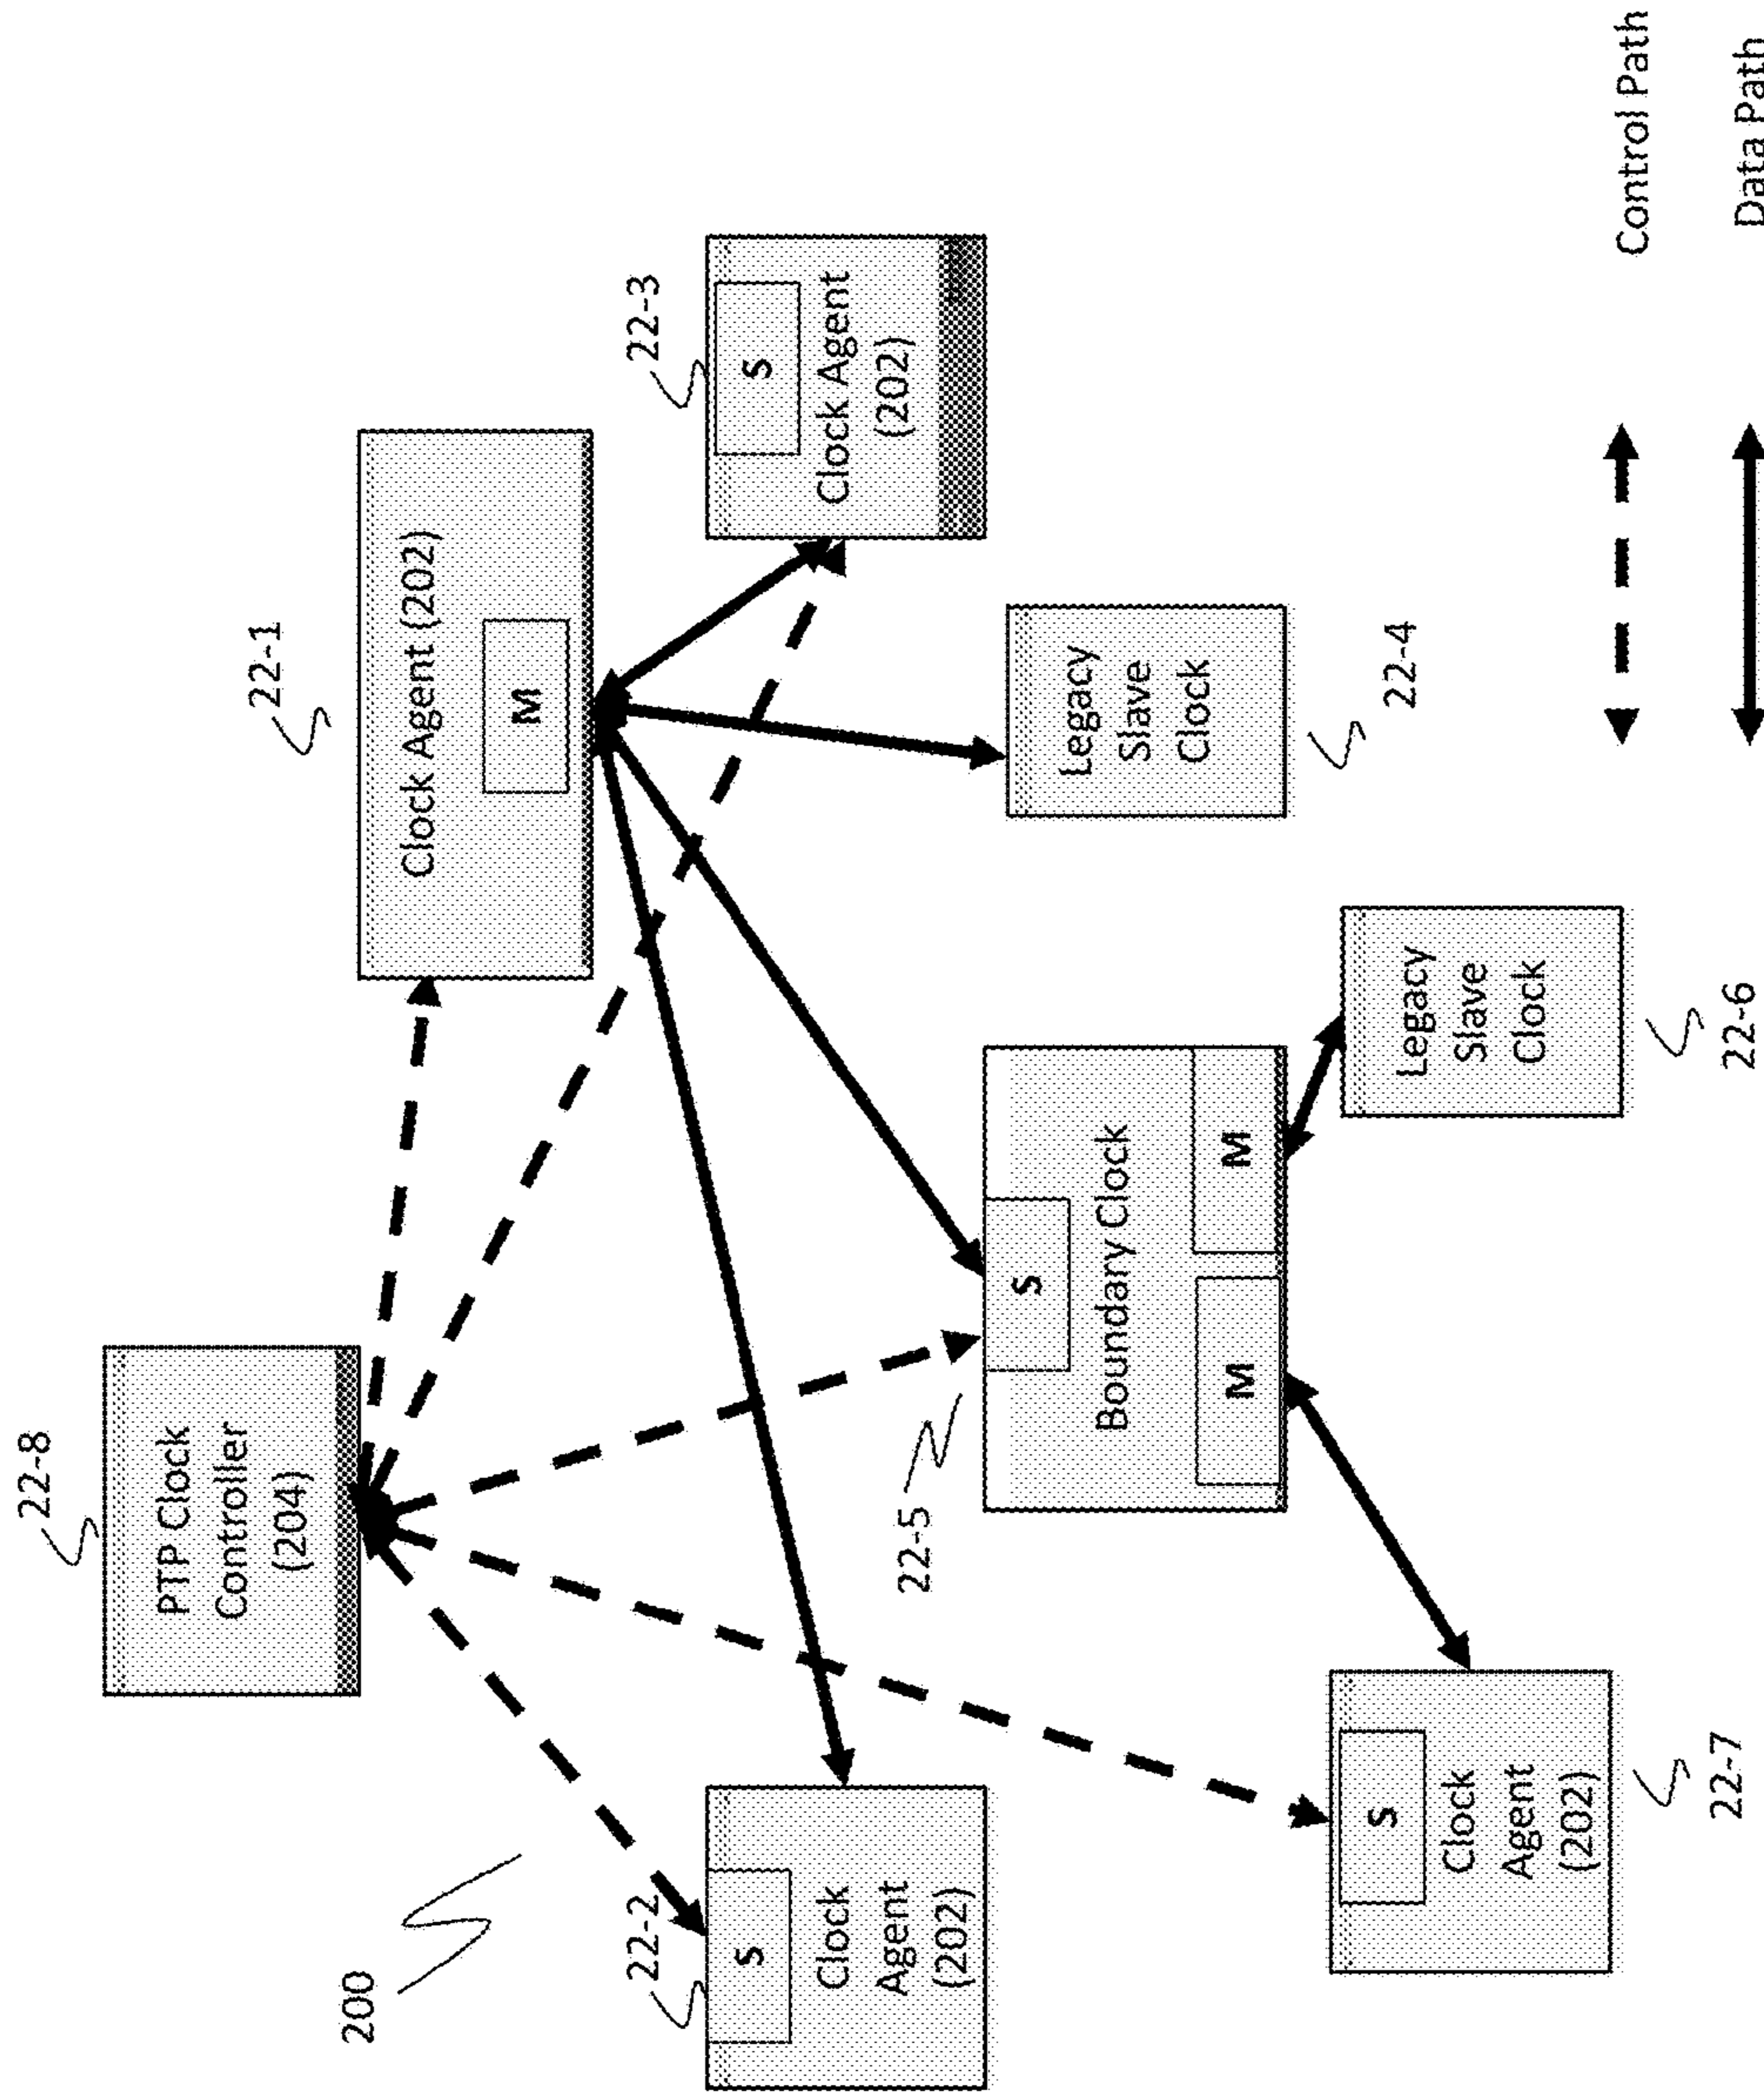 200
22-8
PTP Clock
Controller
(204)
22-1
Clock Agent (202)
M
22-2
S
Clock
Agent
(202)
22-3
S
Clock Agent
(202)
22-5
S
Boundary Clock
M
M
Legacy
Slave
Clock
22-4
S
Clock
Agent
(202)
22-7
Legacy
Slave
Clock
22-6
Control Path
Data Path